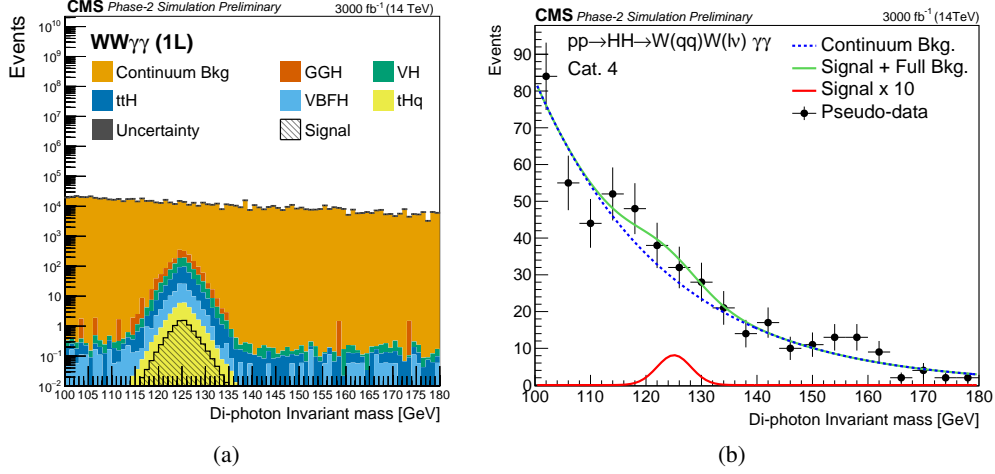 CMS Phase-2 Simulation Preliminary 3000 fb⁻¹ (14 TeV)
WWγγ (1L)
Continuum Bkg GGH VH
ttH VBFH tHq
Uncertainty Signal
Events
10¹⁰
10⁹
10⁸
10⁷
10⁶
10⁵
10⁴
10³
10²
10
1
10⁻¹
10⁻²
100 105 110 115 120 125 130 135 140 145 150 155 160 165 170 175 180
Di-photon Invariant mass [GeV]
(a)
CMS Phase-2 Simulation Preliminary 3000 fb⁻¹ (14TeV)
pp→HH→W(qq)W(lν) γγ
Cat. 4
Continuum Bkg.
Signal + Full Bkg.
Signal x 10
Pseudo-data
Events
90
80
70
60
50
40
30
20
10
0
100 110 120 130 140 150 160 170 180
Di-photon Invariant mass [GeV]
(b)